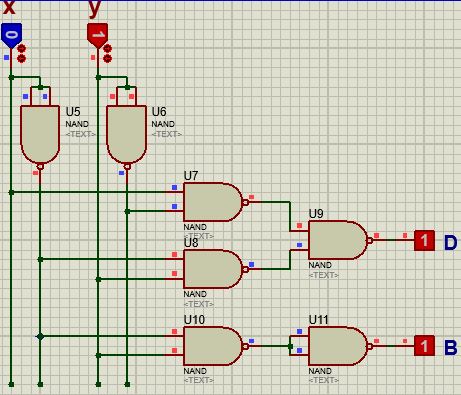 x
y
0
1
U5
NAND
<TEXT>
U6
NAND
<TEXT>
U7
NAND
<TEXT>
U8
NAND
<TEXT>
U9
NAND
<TEXT>
1
D
U10
NAND
<TEXT>
U11
NAND
<TEXT>
1
B